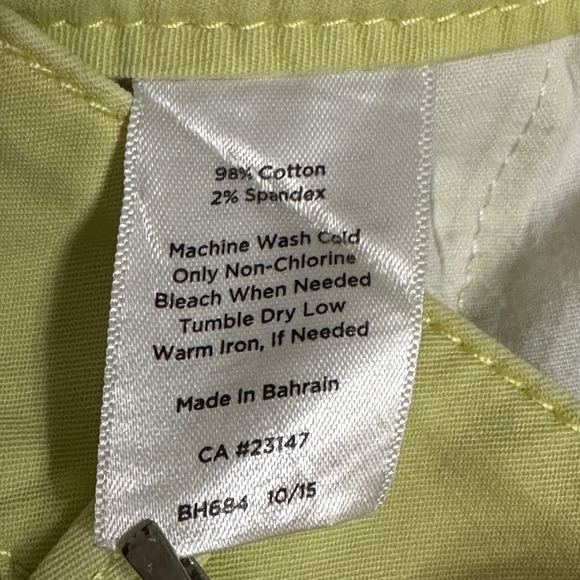 98% Cotton
2% Spandex
Machine Wash Cold
Only Non-Chlorine
Bleach When Needed
Tumble Dry Low
Warm Iron, If Needed
Made In Bahrain
CA #23147
BH684 10/15